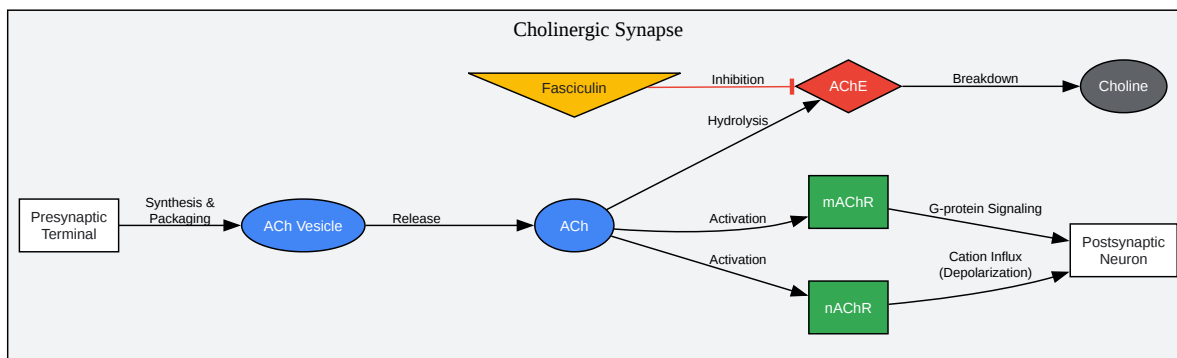 Cholinergic Synapse
Fasciculin
Inhibition
AChE
Breakdown
Choline
Hydrolysis
Presynaptic
Terminal
Synthesis &
Packaging
ACh Vesicle
Release
ACh
Activation
mAChR
G-protein Signaling
Activation
nAChR
Cation Influx
(Depolarization)
Postsynaptic
Neuron